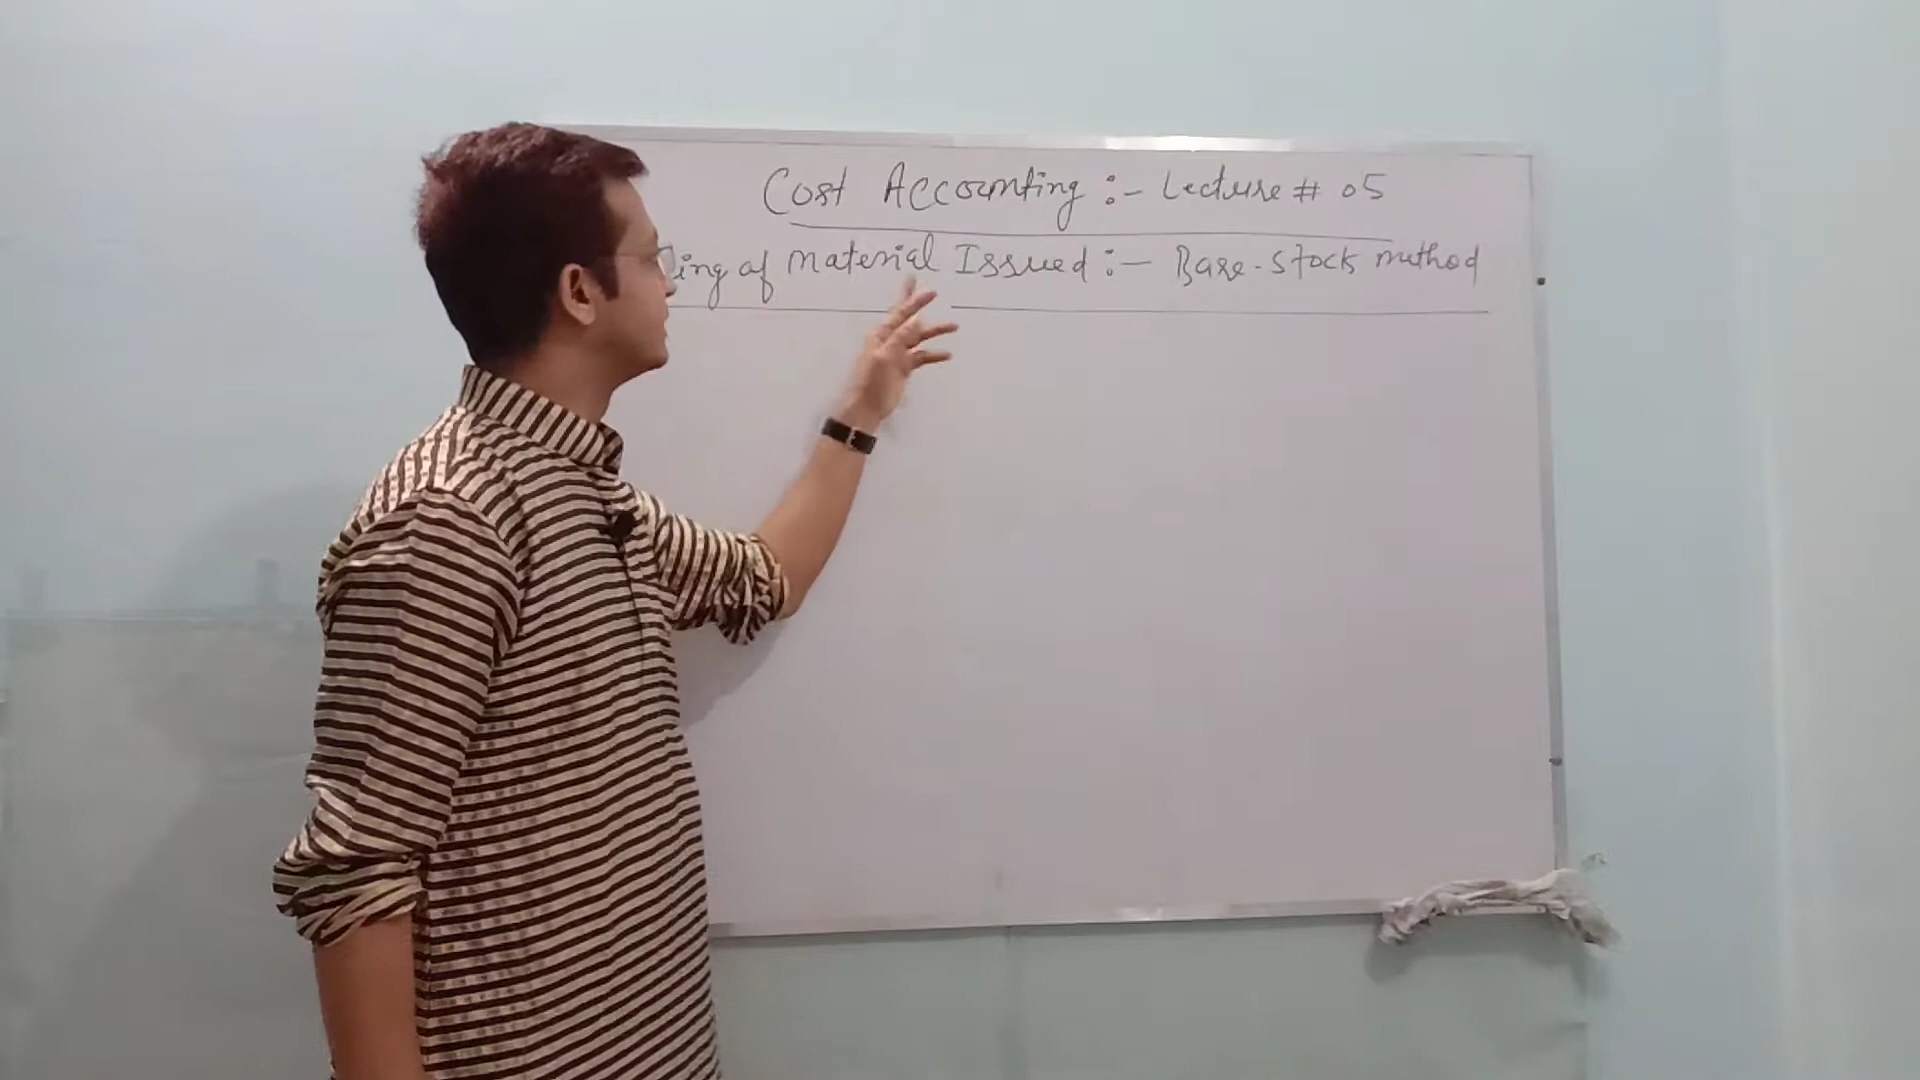 Cost Accounting :- Lecture # 05
ing of Material Issued :- Base-stock method